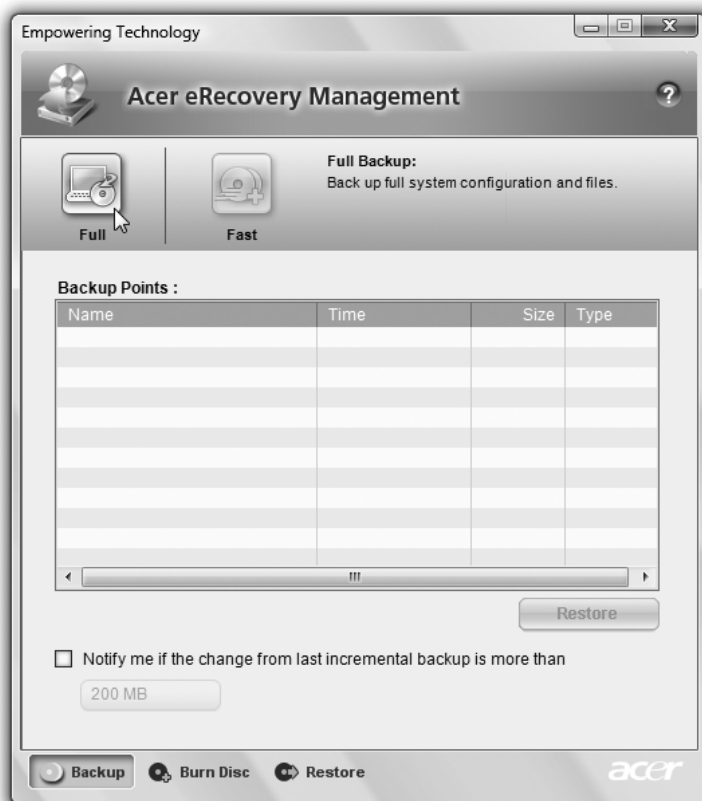 Empowering Technology
Acer eRecovery Management
?
Full Backup:
Back up full system configuration and files.
Full
Fast
Backup Points :
Name Time Size Type
Restore
Notify me if the change from last incremental backup is more than
200 MB
Backup Burn Disc Restore
acer